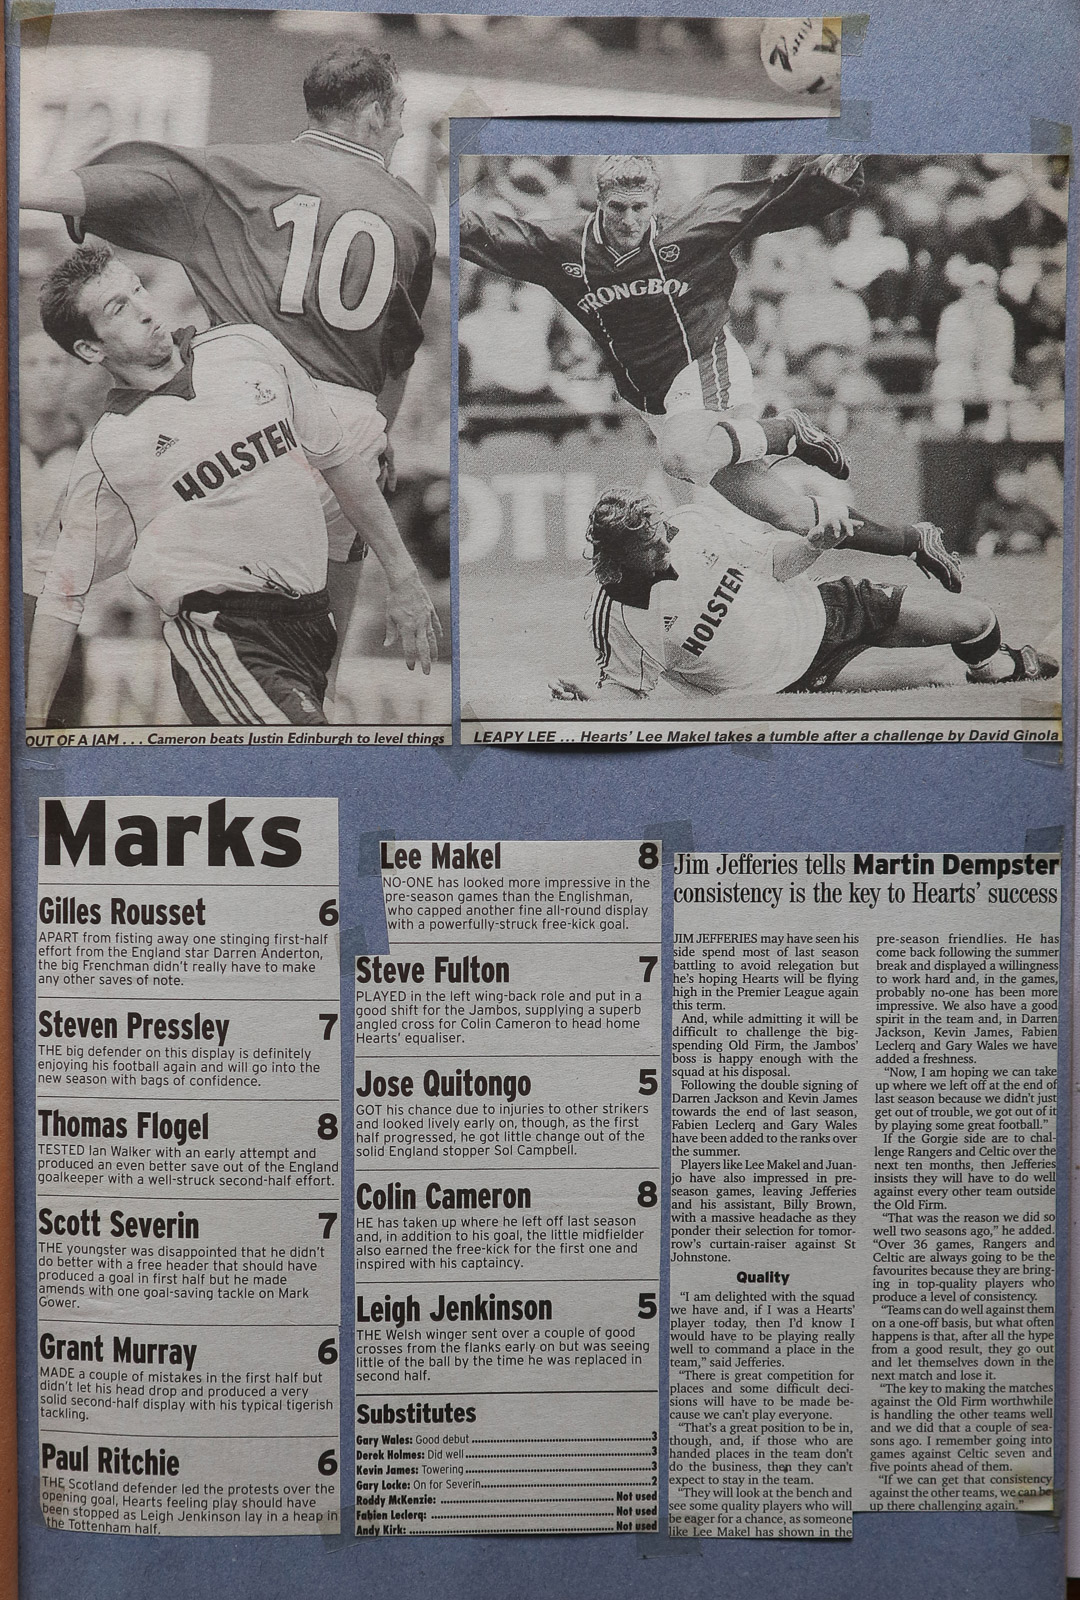 10
HOLSTEN
OUT OF A JAM . . . Cameron beats Justin Edinburgh to level things
TRONGBOW
HOLSTEN
LEAPY LEE ... Hearts' Lee Makel takes a tumble after a challenge by David Ginola
Marks
Gilles Rousset 6
APART from fisting away one stinging first-half
effort from the England star Darren Anderton,
the big Frenchman didn't really have to make
any other saves of note.
Steven Pressley 7
THE big defender on this display is definitely
enjoying his football again and will go into the
new season with bags of confidence.
Thomas Flogel 8
TESTED Ian Walker with an early attempt and
produced an even better save out of the England
goalkeeper with a well-struck second-half effort.
Scott Severin 7
THE youngster was disappointed that he didn't
do better with a free header that should have
produced a goal in first half but he made
amends with one goal-saving tackle on Mark
Gower.
Grant Murray 6
MADE a couple of mistakes in the first half but
didn't let his head drop and produced a very
solid second-half display with his typical tigerish
tackling.
Paul Ritchie 6
THE Scotland defender led the protests over the
opening goal, Hearts feeling play should have
been stopped as Leigh Jenkinson lay in a heap in
the Tottenham half.
Lee Makel 8
NO-ONE has looked more impressive in the
pre-season games than the Englishman,
who capped another fine all-round display
with a powerfully-struck free-kick goal.
Steve Fulton 7
PLAYED in the left wing-back role and put in a
good shift for the Jambos, supplying a superb
angled cross for Colin Cameron to head home
Hearts' equaliser.
Jose Quitongo 5
GOT his chance due to injuries to other strikers
and looked lively early on, though, as the first
half progressed, he got little change out of the
solid England stopper Sol Campbell.
Colin Cameron 8
HE has taken up where he left off last season
and, in addition to his goal, the little midfielder
also earned the free-kick for the first one and
inspired with his captaincy.
Leigh Jenkinson 5
THE Welsh winger sent over a couple of good
crosses from the flanks early on but was seeing
little of the ball by the time he was replaced in
second half.
Substitutes
Gary Wales: Good debut 3
Derek Holmes: Did well 3
Kevin James: Towering 3
Gary Locke: On for Severin 2
Roddy McKenzie: Not used
Fabien Leclerq: Not used
Andy Kirk: Not used
Jim Jefferies tells Martin Dempster
consistency is the key to Hearts' success
JIM JEFFERIES may have seen his
side spend most of last season
battling to avoid relegation but
he's hoping Hearts will be flying
high in the Premier League again
this term.
And, while admitting it will be
difficult to challenge the big-
spending Old Firm, the Jambos'
boss is happy enough with the
squad at his disposal.
Following the double signing of
Darren Jackson and Kevin James
towards the end of last season,
Fabien Leclerq and Gary Wales
have been added to the ranks over
the summer.
Players like Lee Makel and Juan-
jo have also impressed in pre-
season games, leaving Jefferies
and his assistant, Billy Brown,
with a massive headache as they
ponder their selection for tomor-
row's curtain-raiser against St
Johnstone.
Quality
"I am delighted with the squad
we have and, if I was a Hearts'
player today, then I'd know I
would have to be playing really
well to command a place in the
team," said Jefferies.
"There is great competition for
places and some difficult deci-
sions will have to be made be-
cause we can't play everyone.
"That's a great position to be in,
though, and, if those who are
handed places in the team don't
do the business, then they can't
expect to stay in the team.
"They will look at the bench and
see some quality players who will
be eager for a chance, as someone
like Lee Makel has shown in the
pre-season friendlies. He has
come back following the summer
break and displayed a willingness
to work hard and, in the games,
probably no-one has been more
impressive. We also have a good
spirit in the team and, in Darren
Jackson, Kevin James, Fabien
Leclerq and Gary Wales we have
added a freshness.
"Now, I am hoping we can take
up where we left off at the end of
last season because we didn't just
get out of trouble, we got out of it
by playing some great football."
If the Gorgie side are to chal-
lenge Rangers and Celtic over the
next ten months, then Jefferies
insists they will have to do well
against every other team outside
the Old Firm.
"That was the reason we did so
well two seasons ago," he added.
"Over 36 games, Rangers and
Celtic are always going to be the
favourites because they are bring-
ing in top-quality players who
produce a level of consistency.
"Teams can do well against them
on a one-off basis, but what often
happens is that, after all the hype
from a good result, they go out
and let themselves down in the
next match and lose it.
"The key to making the matches
against the Old Firm worthwhile
is handling the other teams well
and we did that a couple of sea-
sons ago. I remember going into
games against Celtic seven and
five points ahead of them.
"If we can get that consistency
against the other teams, we can be
up there challenging again."